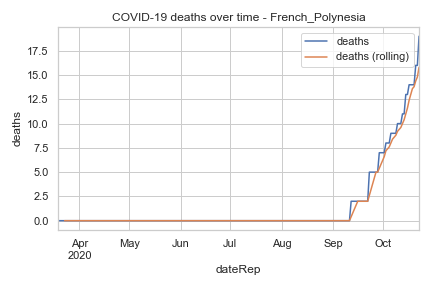 COVID-19 deaths over time - French_Polynesia
deaths
deaths (rolling)
17.5
15.0
12.5
10.0
7.5
5.0
2.5
0.0
deaths
Apr
2020
May
Jun
Jul
Aug
Sep
Oct
dateRep